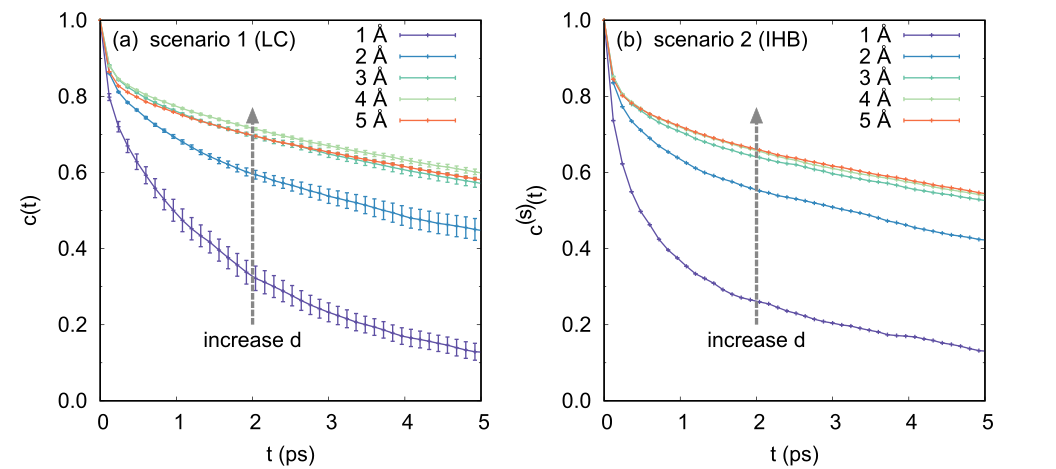 (a) scenario 1 (LC)
1 Å
2 Å
3 Å
4 Å
5 Å
increase d
1.0
0.8
0.6
0.4
0.2
0.0
c(t)
0 1 2 3 4 5
t (ps)
(b) scenario 2 (IHB)
1 Å
2 Å
3 Å
4 Å
5 Å
increase d
1.0
0.8
0.6
0.4
0.2
0.0
c(s)/(t)
0 1 2 3 4 5
t (ps)